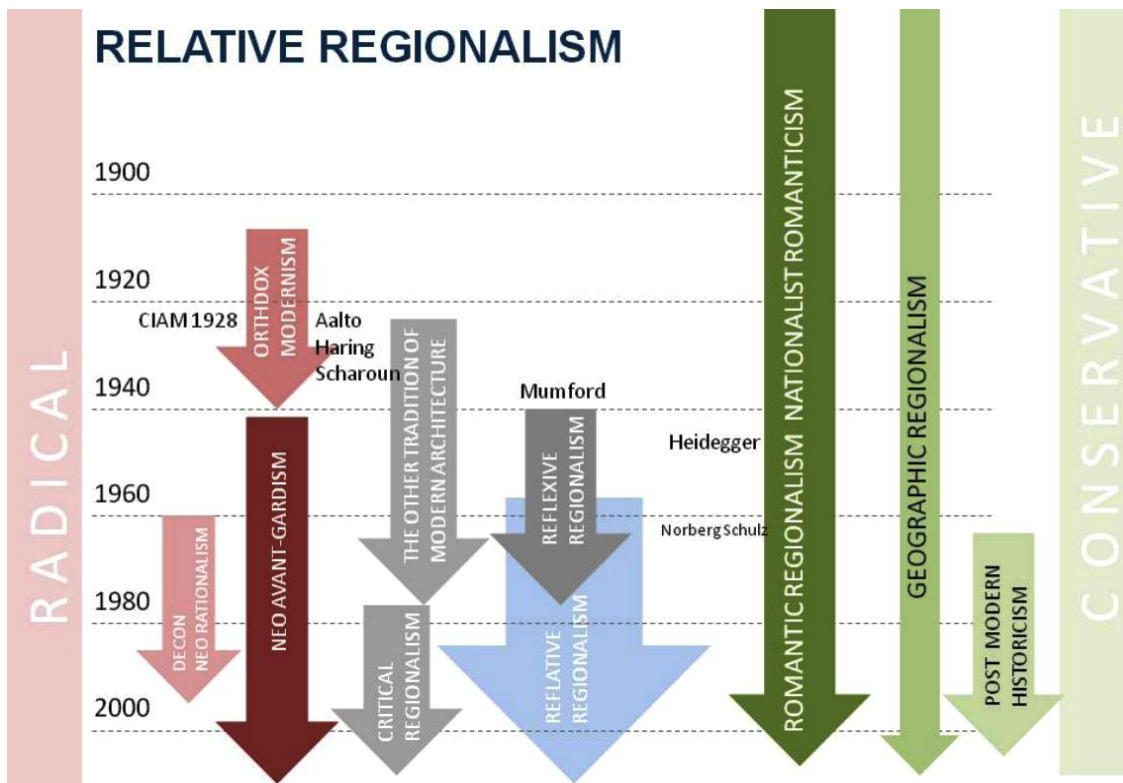 RELATIVE REGIONALISM
RADICAL
CONSERVATIVE
1900
1920
1940
1960
1980
2000
CIAM 1928
ORTHDOX
MODERNISM
Aalto
Haring
Scharoun
Mumford
Heidegger
Norberg Schulz
DECON
NEO RATIONALISM
NEO AVANT-GARDISM
THE OTHER TRADITION OF
MODERN ARCHITECTURE
CRITICAL
REGIONALISM
REFLEXIVE
REGIONALISM
REFLATIVE
REGIONALISM
ROMANTIC REGIONALISM NATIONALIST ROMANTICISM
GEOGRAPHIC REGIONALISM
POST MODERN
HISTORICISM